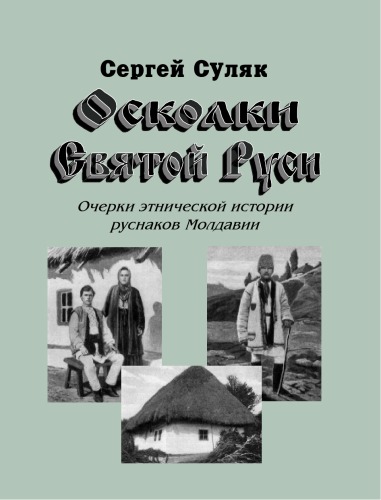 Сергей Суляк
Осколки
Святой Руси
Очерки этнической истории
руснаков Молдавии